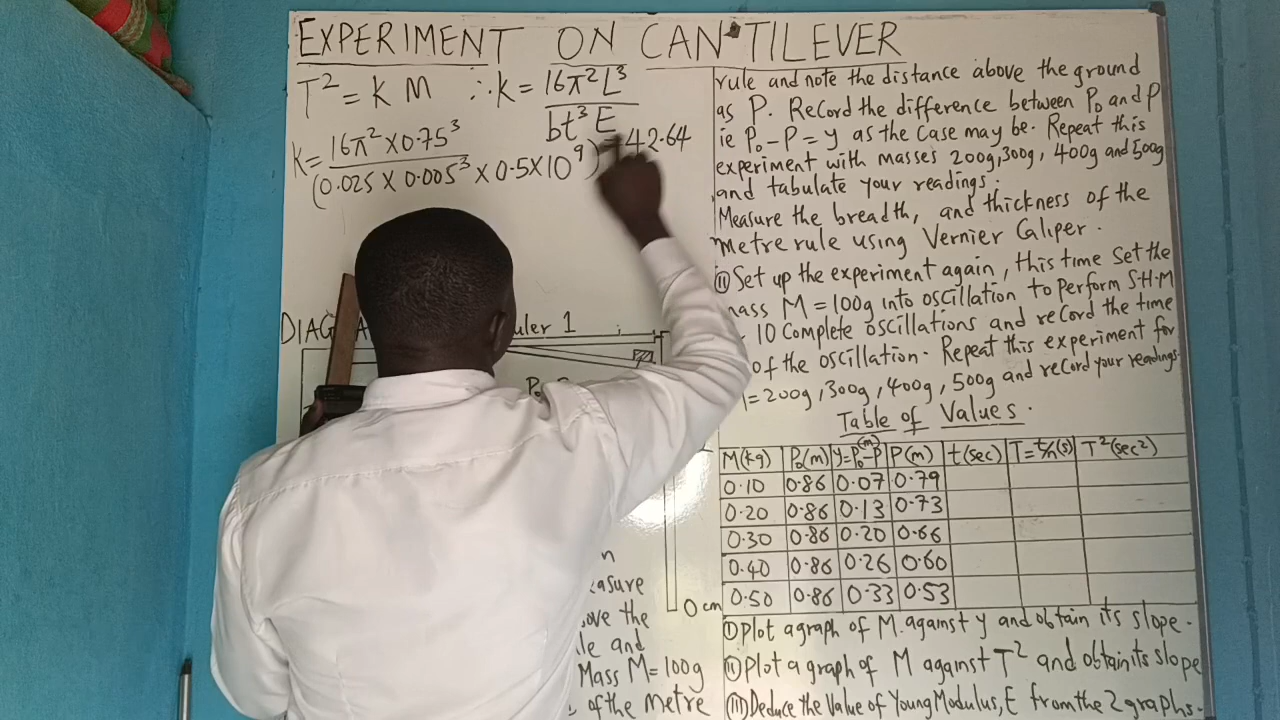 EXPERIMENT ON CANTILEVER
T² = K M ∴ K = 16π²L³ / bt³E
K = 16π² × 0.75³ / (0.025 × 0.005³ × 0.5×10⁹) = 42.64
uler 1
0 cm
easure
ove the
le and
Mass M = 100g
of the metre
rule and note the distance above the ground
as P. Record the difference between P₀ and P
ie P₀ - P = y as the case may be. Repeat this
experiment with masses 200g, 300g, 400g and 500g
and tabulate your readings.
Measure the breadth, and thickness of the
Metre rule using Vernier Caliper.
(ii) Set up the experiment again, this time set the
mass M = 100g into oscillation to perform S.H.M
10 Complete oscillations and record the time
of the oscillation. Repeat this experiment for
= 200g, 300g, 400g, 500g and record your readings.
Table of Values.
M(kg) P₀(m) y=P₀-P (m) P(m) t(sec) T=t/n(s) T²(sec²)
0.10 0.86 0.07 0.79
0.20 0.86 0.13 0.73
0.30 0.86 0.20 0.66
0.40 0.86 0.26 0.60
0.50 0.86 0.33 0.53
(i) Plot a graph of M against y and obtain its slope.
(ii) Plot a graph of M against T² and obtain its slope
(iii) Deduce the Value of Young Modulus, E from the 2 graphs.